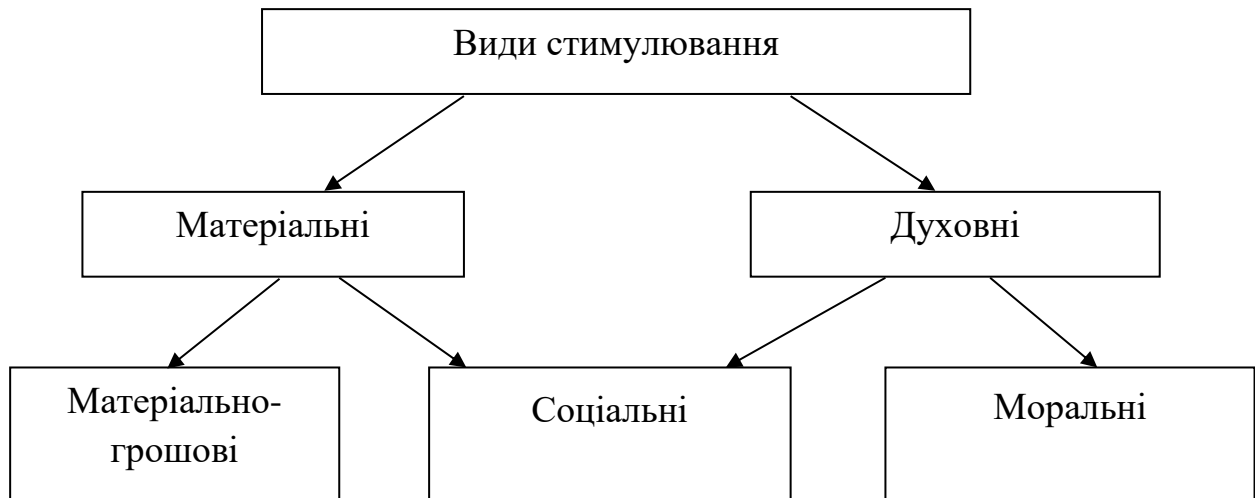 Види стимулювання
Матеріальні
Духовні
Матеріально-
грошові
Соціальні
Моральні